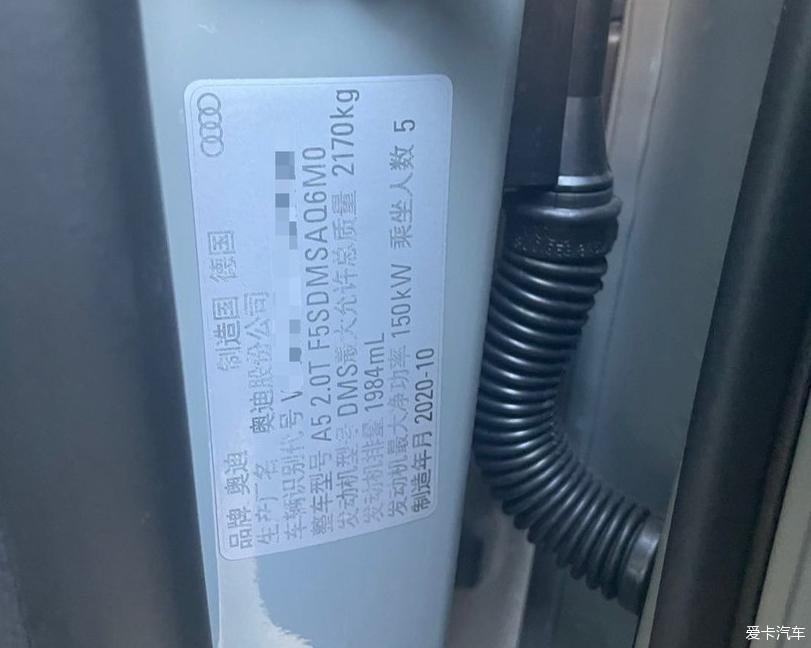 品牌 奥迪 制造国 德国
生产厂名 奥迪股份公司
车辆识别代号 V
整车型号 A5 2.0T F5SDMSAQ6M0
发动机型号 DMS 最大允许总质量 2170kg
发动机排量 1984mL
发动机最大净功率 150kW 乘坐人数 5
制造年月 2020-10
爱卡汽车